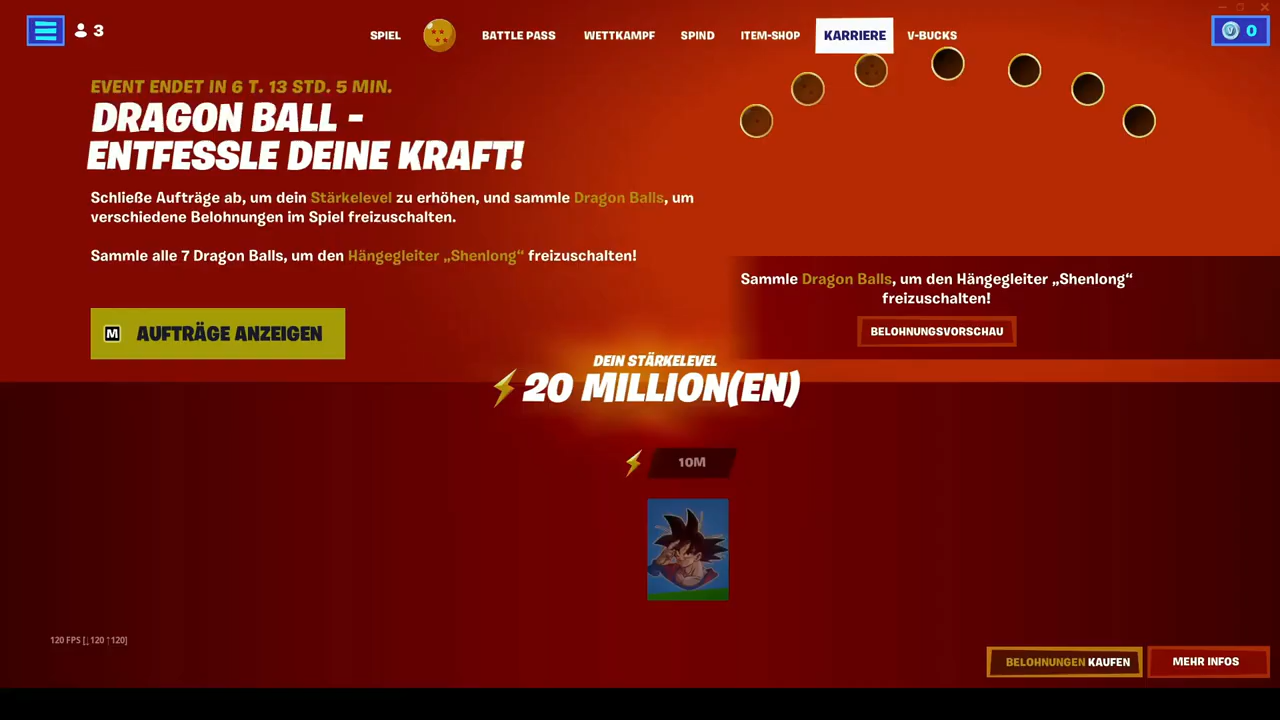 3
SPIEL
BATTLE PASS
WETTKAMPF
SPIND
ITEM-SHOP
KARRIERE
V-BUCKS
0
EVENT ENDET IN 6 T. 13 STD. 5 MIN.
DRAGON BALL -
ENTFESSLE DEINE KRAFT!
Schließe Aufträge ab, um dein Stärkelevel zu erhöhen, und sammle Dragon Balls, um
verschiedene Belohnungen im Spiel freizuschalten.
Sammle alle 7 Dragon Balls, um den Hängegleiter „Shenlong“ freizuschalten!
M AUFTRÄGE ANZEIGEN
Sammle Dragon Balls, um den Hängegleiter „Shenlong“
freizuschalten!
BELOHNUNGSVORSCHAU
DEIN STÄRKELEVEL
20 MILLION(EN)
10M
120 FPS [↓120 ↑120]
BELOHNUNGEN KAUFEN
MEHR INFOS